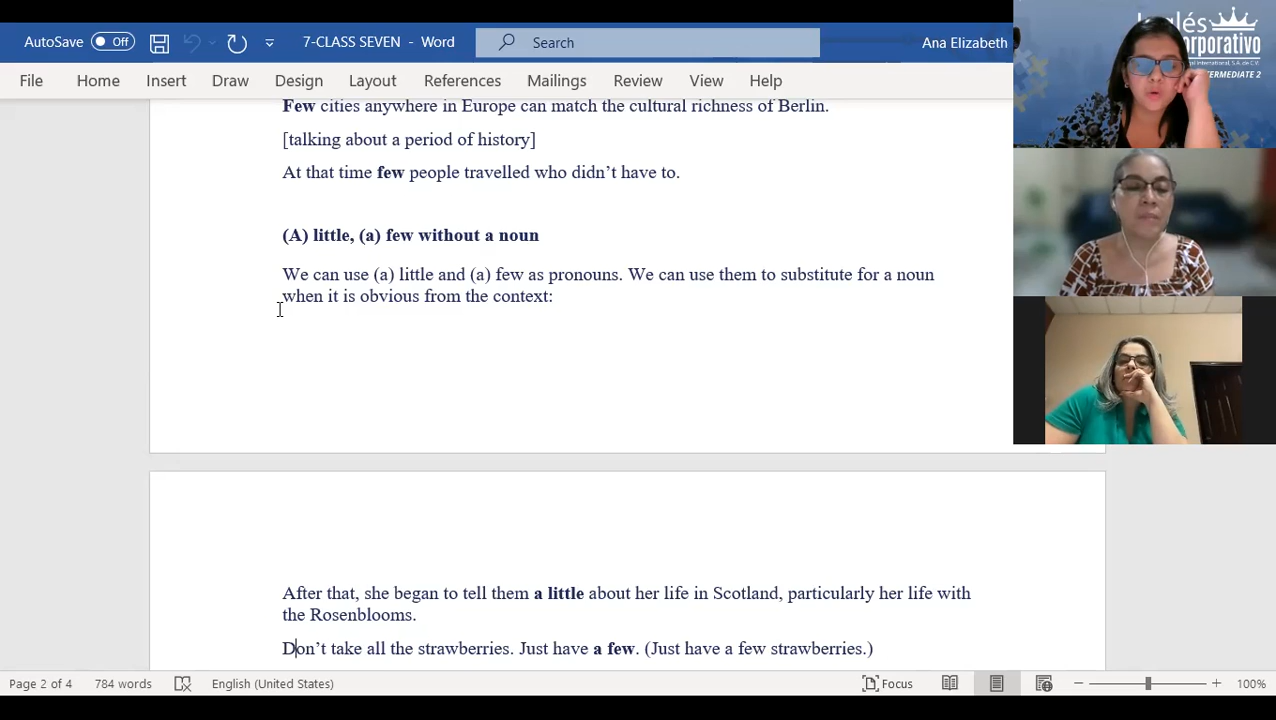 AutoSave Off 7-CLASS SEVEN - Word Search Ana Elizabeth
File Home Insert Draw Design Layout References Mailings Review View Help
Inglés
rporativo
INTERMEDIATE 2
Few cities anywhere in Europe can match the cultural richness of Berlin.
[talking about a period of history]
At that time few people travelled who didn’t have to.
(A) little, (a) few without a noun
We can use (a) little and (a) few as pronouns. We can use them to substitute for a noun
when it is obvious from the context:
After that, she began to tell them a little about her life in Scotland, particularly her life with
the Rosenblooms.
Don’t take all the strawberries. Just have a few. (Just have a few strawberries.)
Page 2 of 4 784 words English (United States) Focus 100%